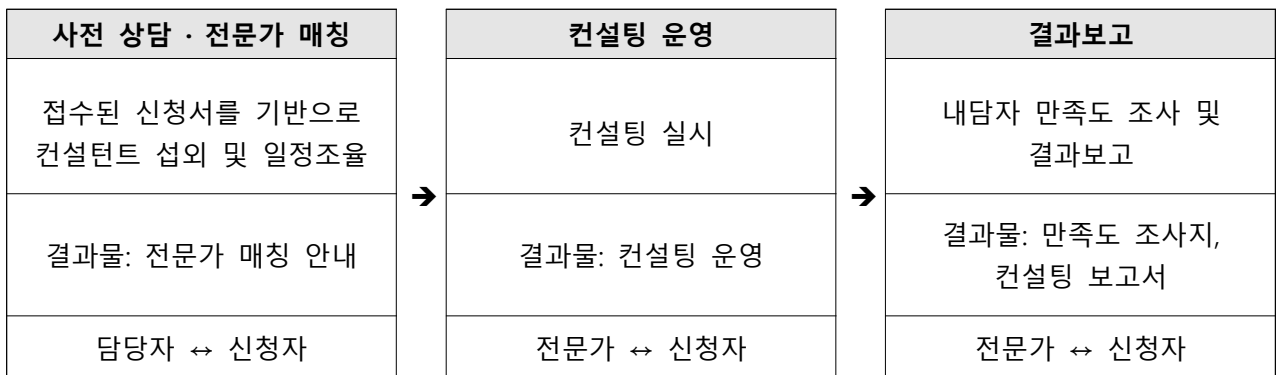 사전 상담 · 전문가 매칭
접수된 신청서를 기반으로
컨설턴트 섭외 및 일정조율
결과물: 전문가 매칭 안내
담당자 ↔ 신청자
➔
컨설팅 운영
컨설팅 실시
결과물: 컨설팅 운영
전문가 ↔ 신청자
➔
결과보고
내담자 만족도 조사 및
결과보고
결과물: 만족도 조사지,
컨설팅 보고서
전문가 ↔ 신청자